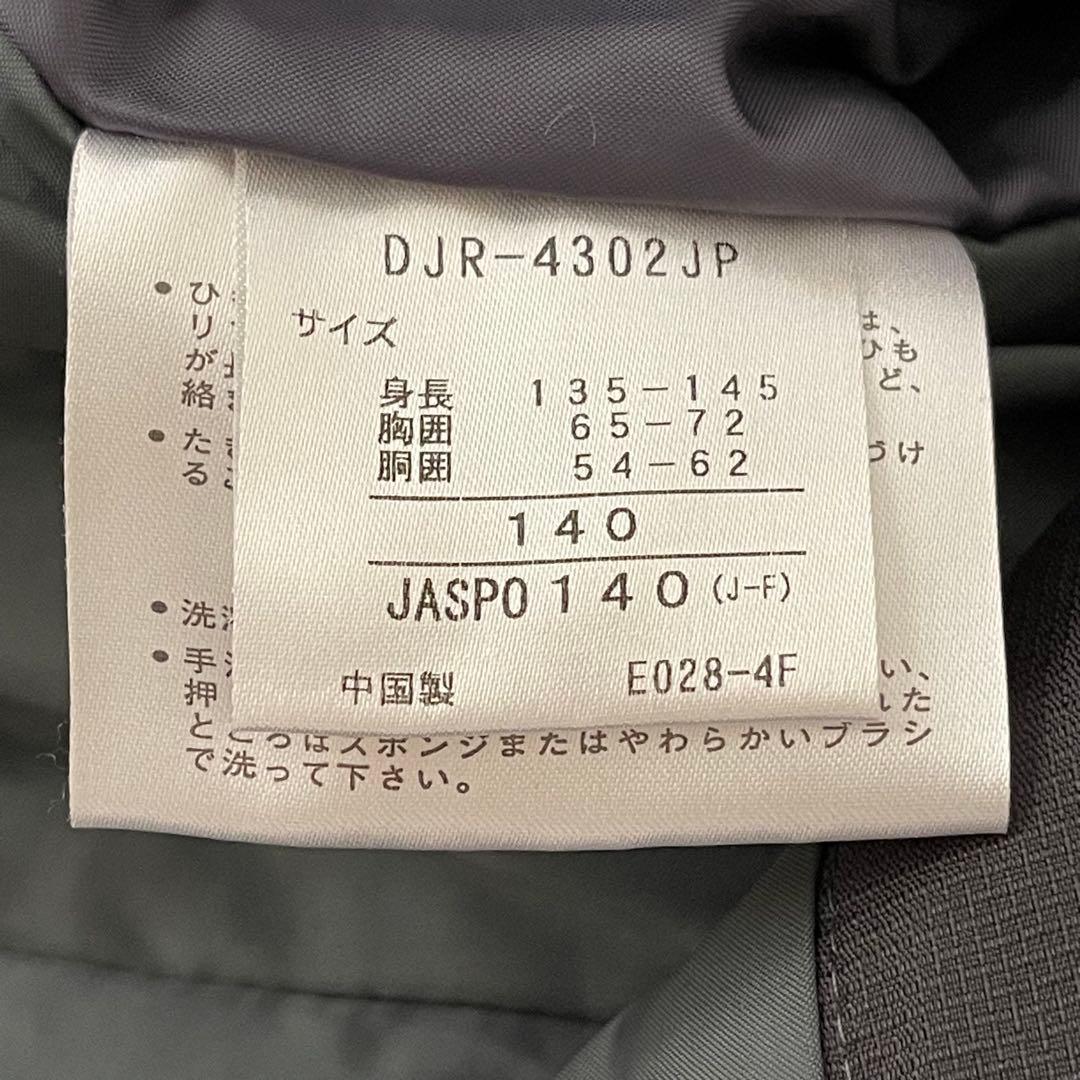 DJR-4302JP
サイズ
身長 135-145
胸囲 65-72
胴囲 54-62
140
JASPO 140 (J-F)
中国製 E028-4F
ひ
リ は、
が ひも
絡 ど、
た
る づけ
洗
手 い、
押 れた
ところはスポンジまたはやわらかいブラシ
で洗って下さい。